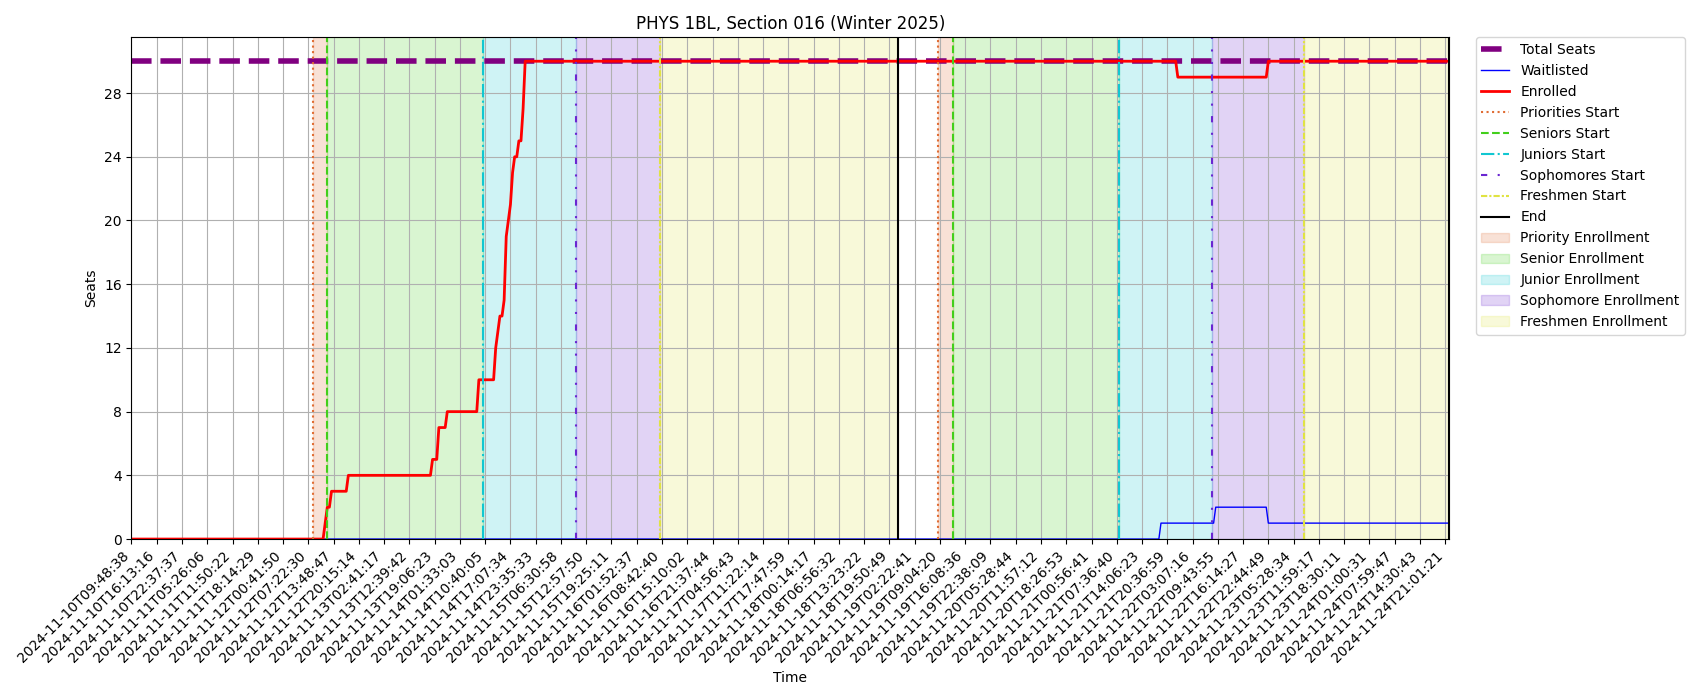 PHYS 1BL, Section 016 (Winter 2025)
Seats
28
24
20
16
12
8
4
0
2024-11-10T09:48:38
2024-11-10T16:13:16
2024-11-10T22:37:37
2024-11-11T05:26:06
2024-11-11T11:50:22
2024-11-11T18:14:29
2024-11-12T00:41:50
2024-11-12T07:22:30
2024-11-12T13:48:47
2024-11-12T20:15:14
2024-11-13T02:41:17
2024-11-13T12:39:42
2024-11-13T19:06:23
2024-11-14T01:33:03
2024-11-14T10:40:05
2024-11-14T17:07:34
2024-11-14T23:35:33
2024-11-15T06:30:58
2024-11-15T12:57:50
2024-11-15T19:25:11
2024-11-16T01:52:37
2024-11-16T08:42:40
2024-11-16T15:10:02
2024-11-16T21:37:44
2024-11-17T04:56:43
2024-11-17T11:22:14
2024-11-17T17:47:59
2024-11-18T00:14:17
2024-11-18T06:56:32
2024-11-18T13:23:22
2024-11-18T19:50:49
2024-11-19T02:22:41
2024-11-19T09:04:20
2024-11-19T16:08:36
2024-11-19T22:38:09
2024-11-20T05:28:44
2024-11-20T11:57:12
2024-11-20T18:26:53
2024-11-21T00:56:41
2024-11-21T07:36:40
2024-11-21T14:06:23
2024-11-21T20:36:59
2024-11-22T03:07:16
2024-11-22T09:43:55
2024-11-22T16:14:27
2024-11-22T22:44:49
2024-11-23T05:28:34
2024-11-23T11:59:17
2024-11-23T18:30:11
2024-11-24T01:00:31
2024-11-24T07:59:47
2024-11-24T14:30:43
2024-11-24T21:01:21
Time
Total Seats
Waitlisted
Enrolled
Priorities Start
Seniors Start
Juniors Start
Sophomores Start
Freshmen Start
End
Priority Enrollment
Senior Enrollment
Junior Enrollment
Sophomore Enrollment
Freshmen Enrollment